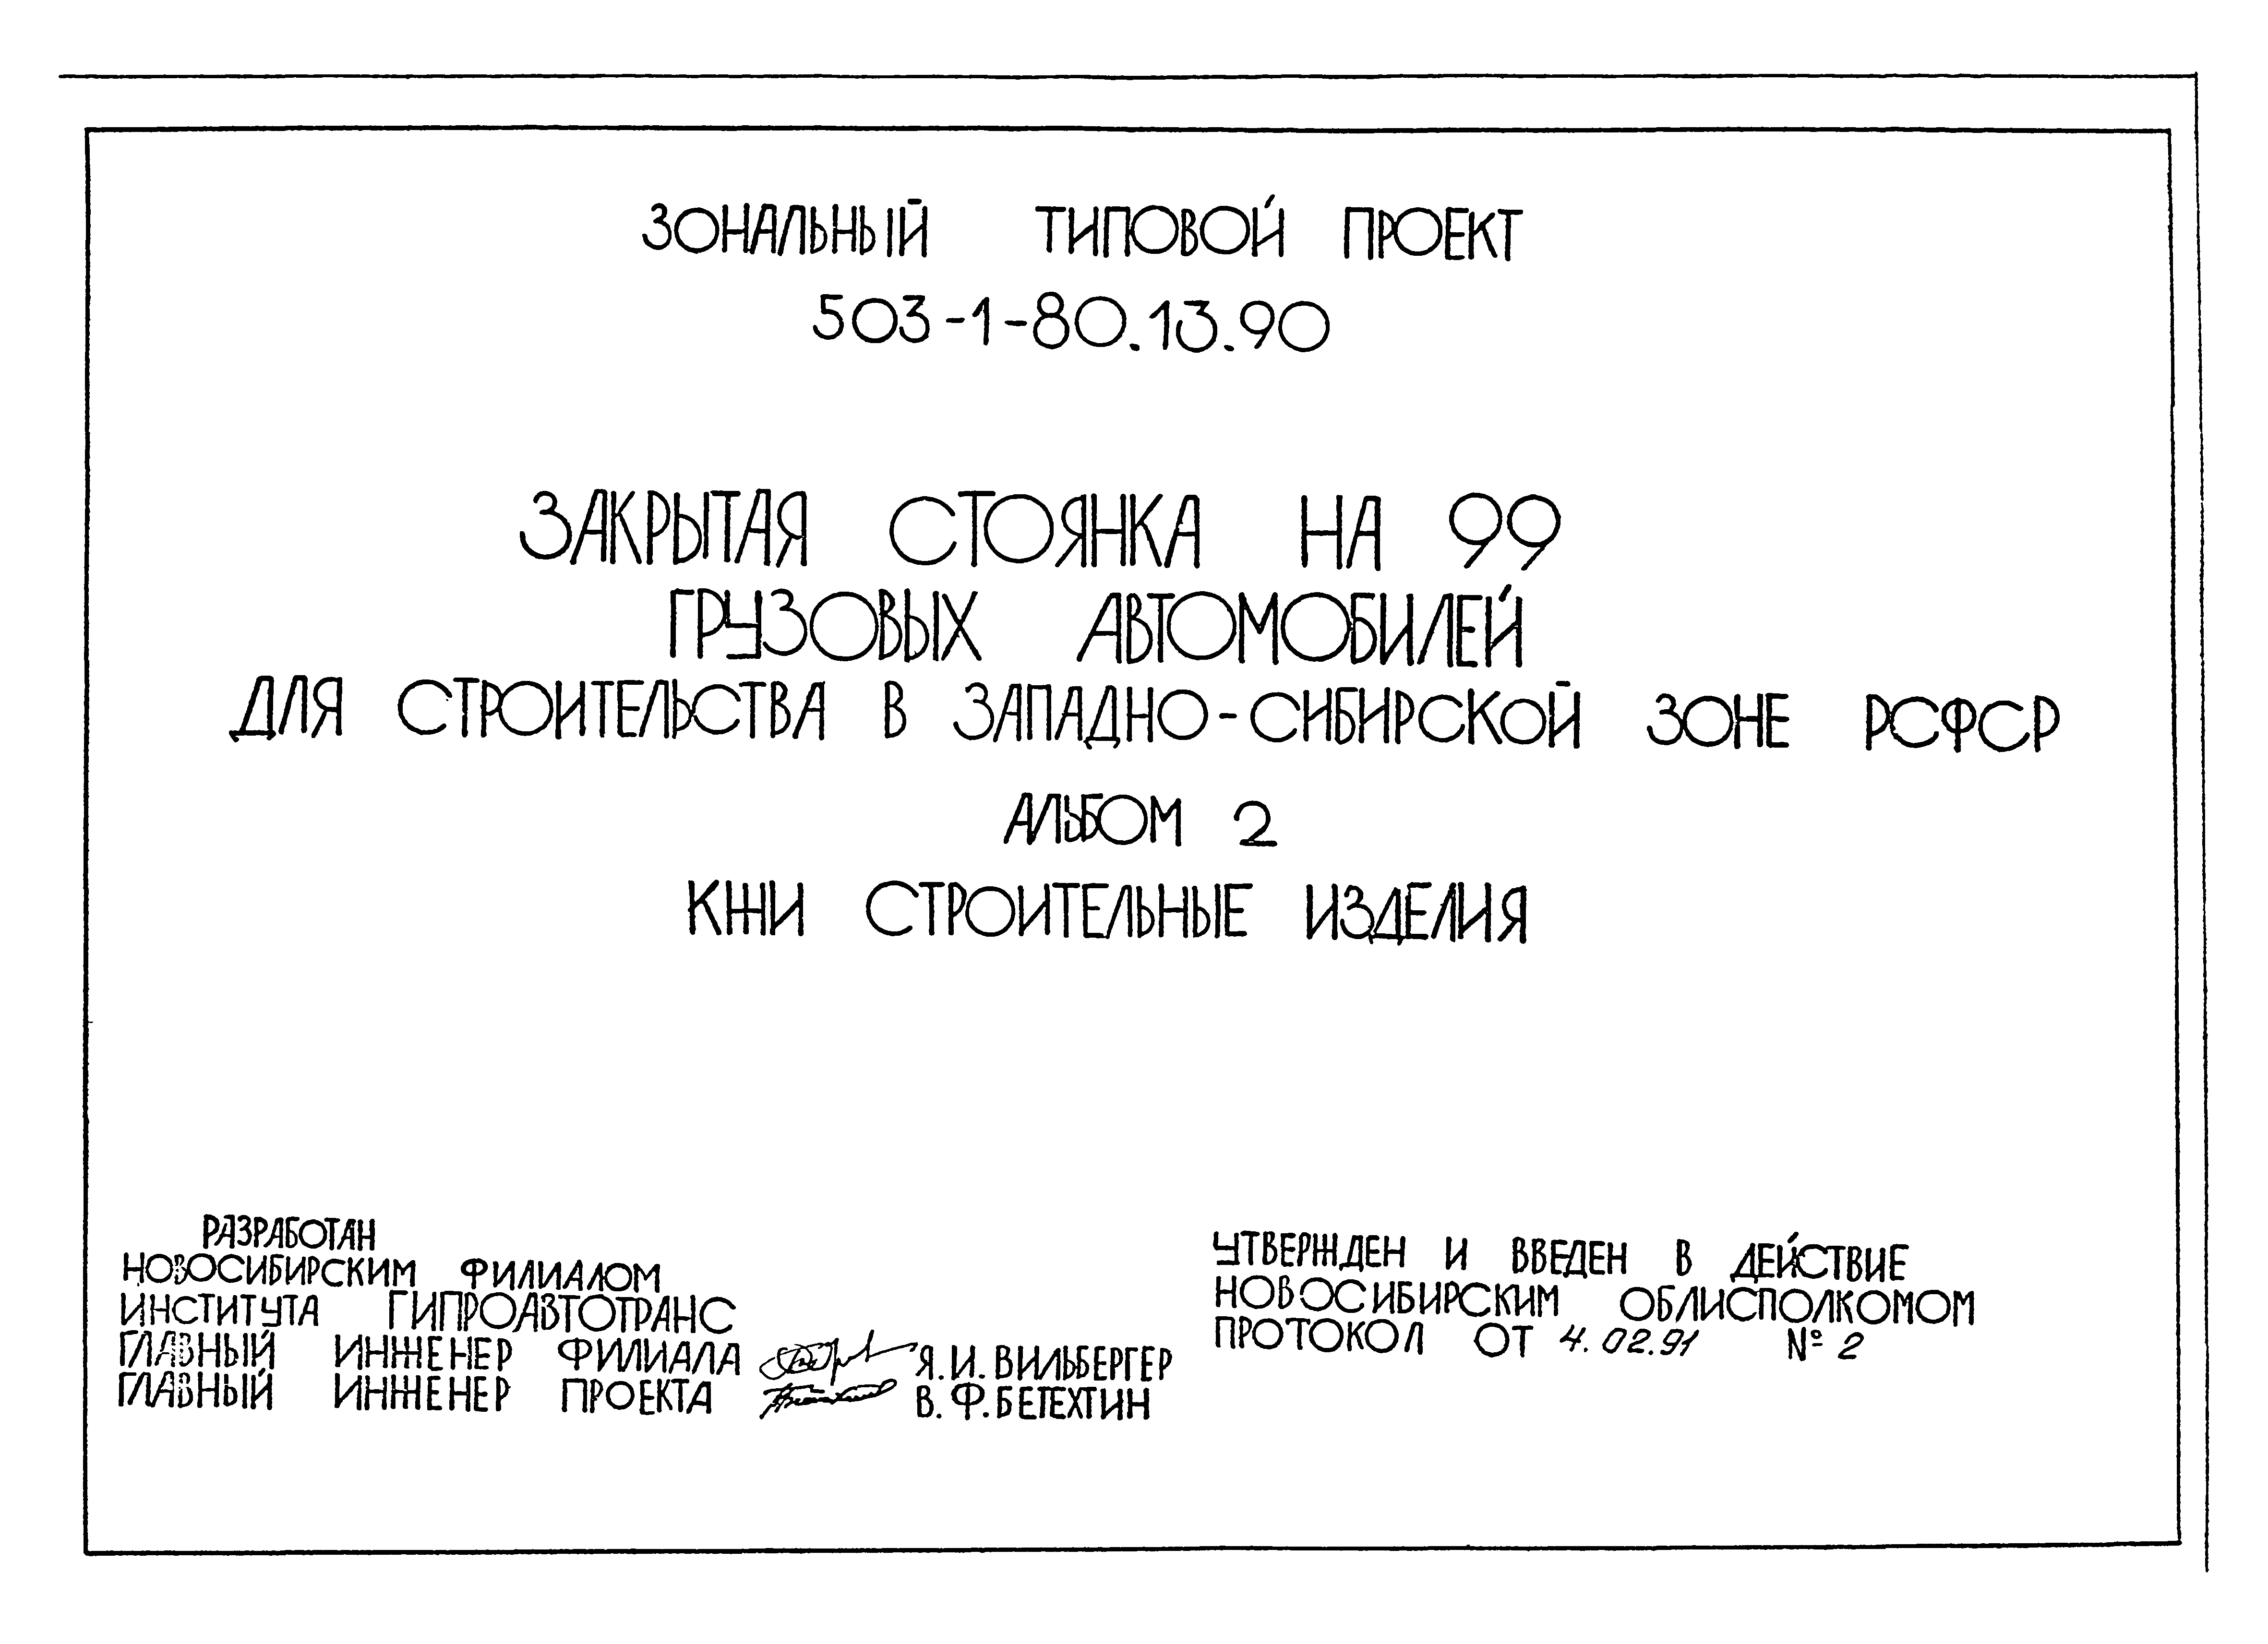 ЗОНАЛЬНЫЙ ТИПОВОЙ ПРОЕКТ
503-1-80.13.90
ЗАКРЫТАЯ СТОЯНКА НА 99
ГРУЗОВЫХ АВТОМОБИЛЕЙ
ДЛЯ СТРОИТЕЛЬСТВА В ЗАПАДНО-СИБИРСКОЙ ЗОНЕ РСФСР
АЛЬБОМ 2
КЖИ СТРОИТЕЛЬНЫЕ ИЗДЕЛИЯ
РАЗРАБОТАН
НОВОСИБИРСКИМ ФИЛИАЛОМ
ИНСТИТУТА ГИПРОАВТОТРАНС
ГЛАВНЫЙ ИНЖЕНЕР ФИЛИАЛА Я.И.ВИЛЬБЕРГЕР
ГЛАВНЫЙ ИНЖЕНЕР ПРОЕКТА В.Ф.БЕТЕХТИН
УТВЕРЖДЕН И ВВЕДЕН В ДЕЙСТВИЕ
НОВОСИБИРСКИМ ОБЛИСПОЛКОМОМ
ПРОТОКОЛ ОТ 4.02.91 № 2